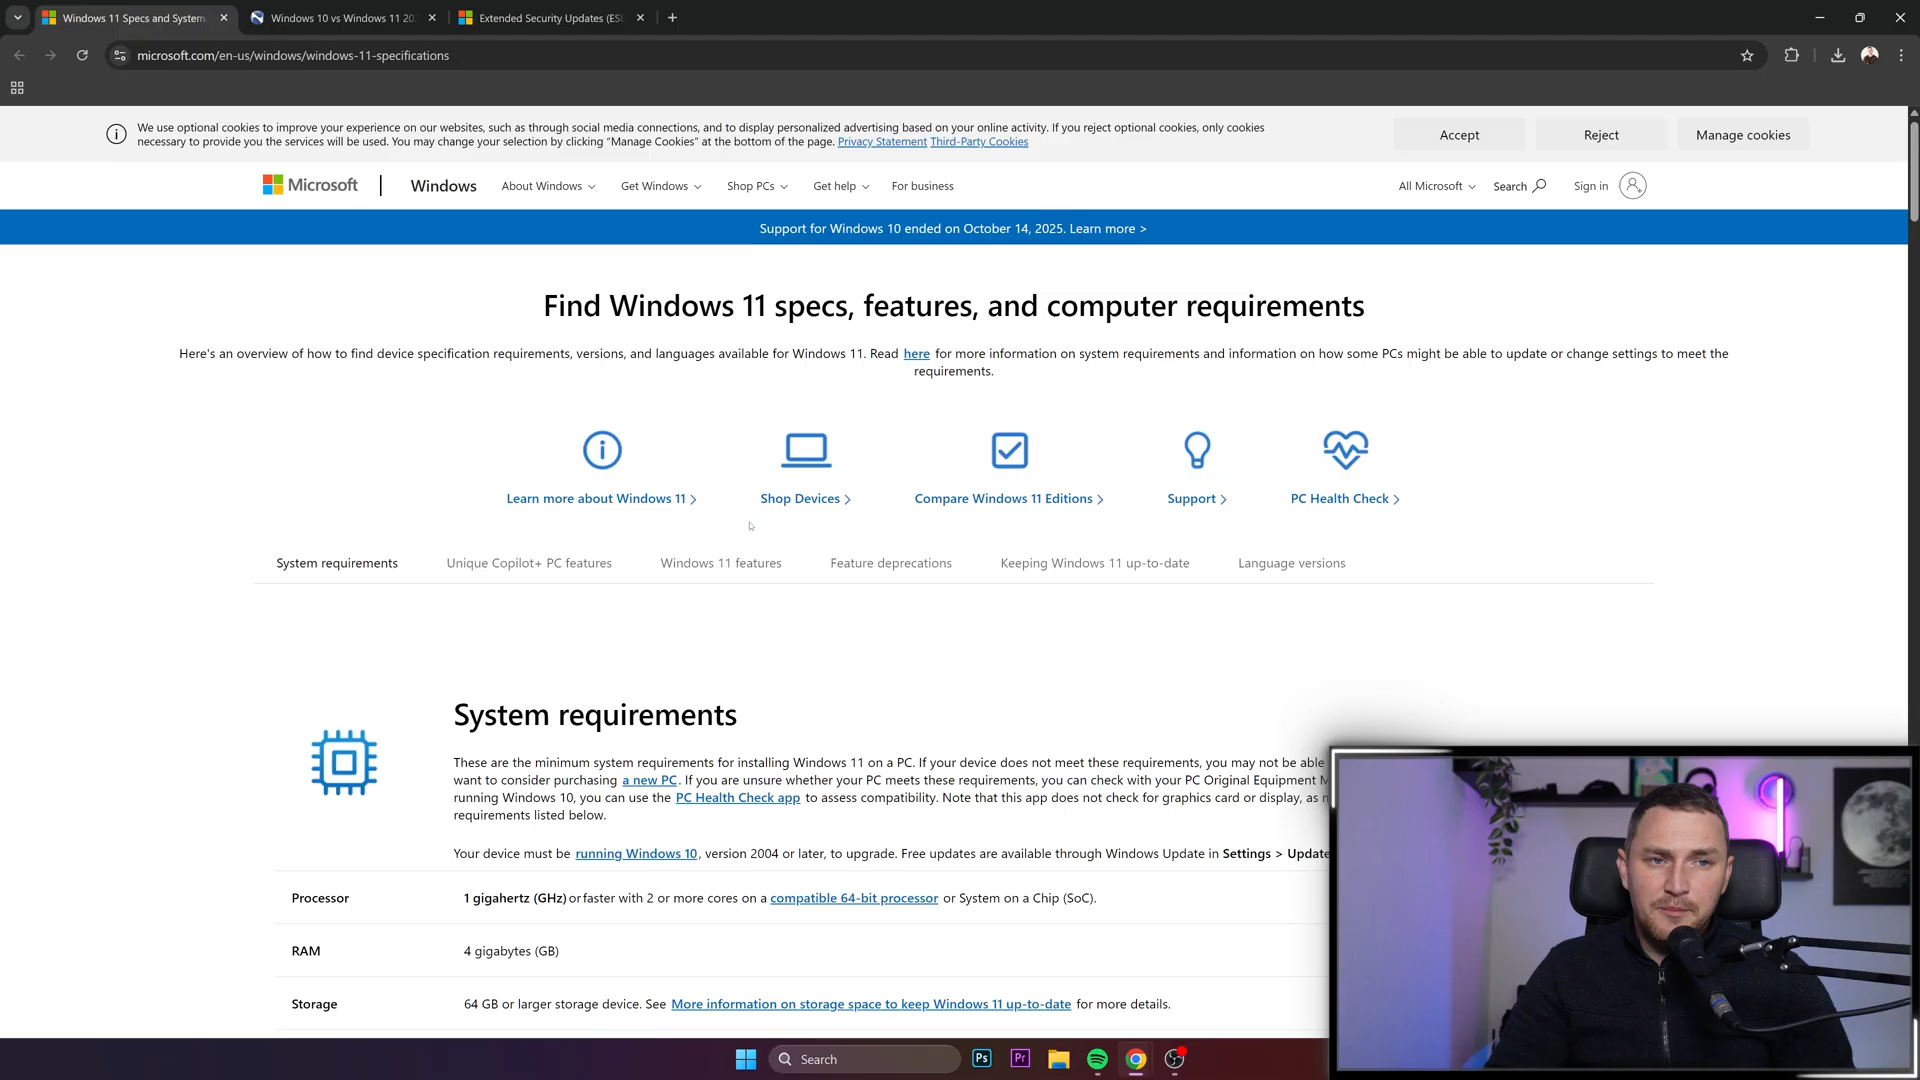 Windows 11 Specs and System
Windows 10 vs Windows 11 20
Extended Security Updates (ESU
microsoft.com/en-us/windows/windows-11-specifications
We use optional cookies to improve your experience on our websites, such as through social media connections, and to display personalized advertising based on your online activity. If you reject optional cookies, only cookies
necessary to provide you the services will be used. You may change your selection by clicking “Manage Cookies” at the bottom of the page. Privacy Statement Third-Party Cookies
Accept
Reject
Manage cookies
Microsoft
Windows
About Windows
Get Windows
Shop PCs
Get help
For business
All Microsoft
Search
Sign in
Support for Windows 10 ended on October 14, 2025. Learn more >
Find Windows 11 specs, features, and computer requirements
Here's an overview of how to find device specification requirements, versions, and languages available for Windows 11. Read here for more information on system requirements and information on how some PCs might be able to update or change settings to meet the
requirements.
Learn more about Windows 11 >
Shop Devices >
Compare Windows 11 Editions >
Support >
PC Health Check >
System requirements
Unique Copilot+ PC features
Windows 11 features
Feature deprecations
Keeping Windows 11 up-to-date
Language versions
System requirements
These are the minimum system requirements for installing Windows 11 on a PC. If your device does not meet these requirements, you may not be able
want to consider purchasing a new PC. If you are unsure whether your PC meets these requirements, you can check with your PC Original Equipment M
running Windows 10, you can use the PC Health Check app to assess compatibility. Note that this app does not check for graphics card or display, as
requirements listed below.
Your device must be running Windows 10, version 2004 or later, to upgrade. Free updates are available through Windows Update in Settings > Update
Processor
1 gigahertz (GHz) or faster with 2 or more cores on a compatible 64-bit processor or System on a Chip (SoC).
RAM
4 gigabytes (GB)
Storage
64 GB or larger storage device. See More information on storage space to keep Windows 11 up-to-date for more details.
Search
Ps
Pr